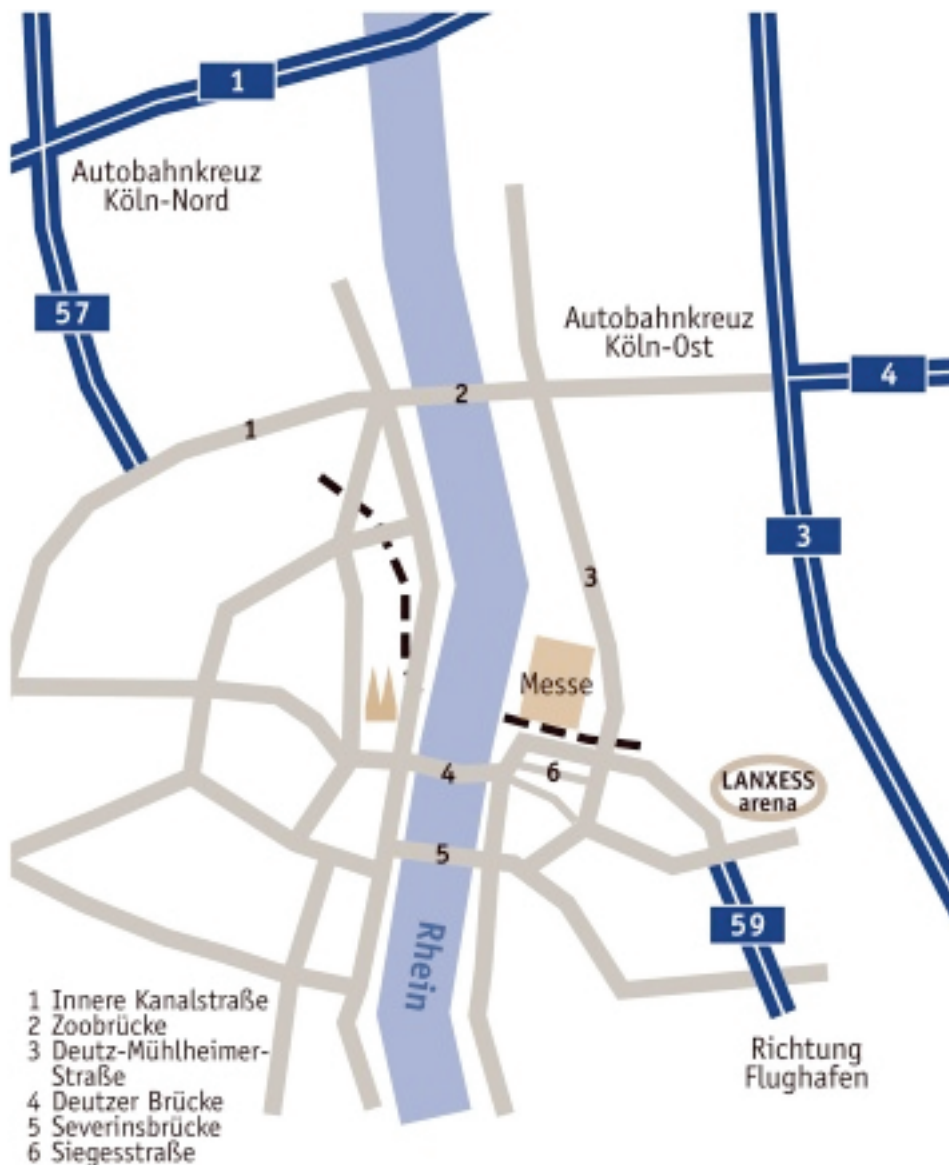 1
Autobahnkreuz
Köln-Nord
57
Autobahnkreuz
Köln-Ost
4
2
1
3
3
Messe
6
4
LANXESS
arena
5
59
Rhein
1 Innere Kanalstraße
2 Zoobrücke
3 Deutz-Mühlheimer-
Straße
4 Deutzer Brücke
5 Severinsbrücke
6 Siegesstraße
Richtung
Flughafen